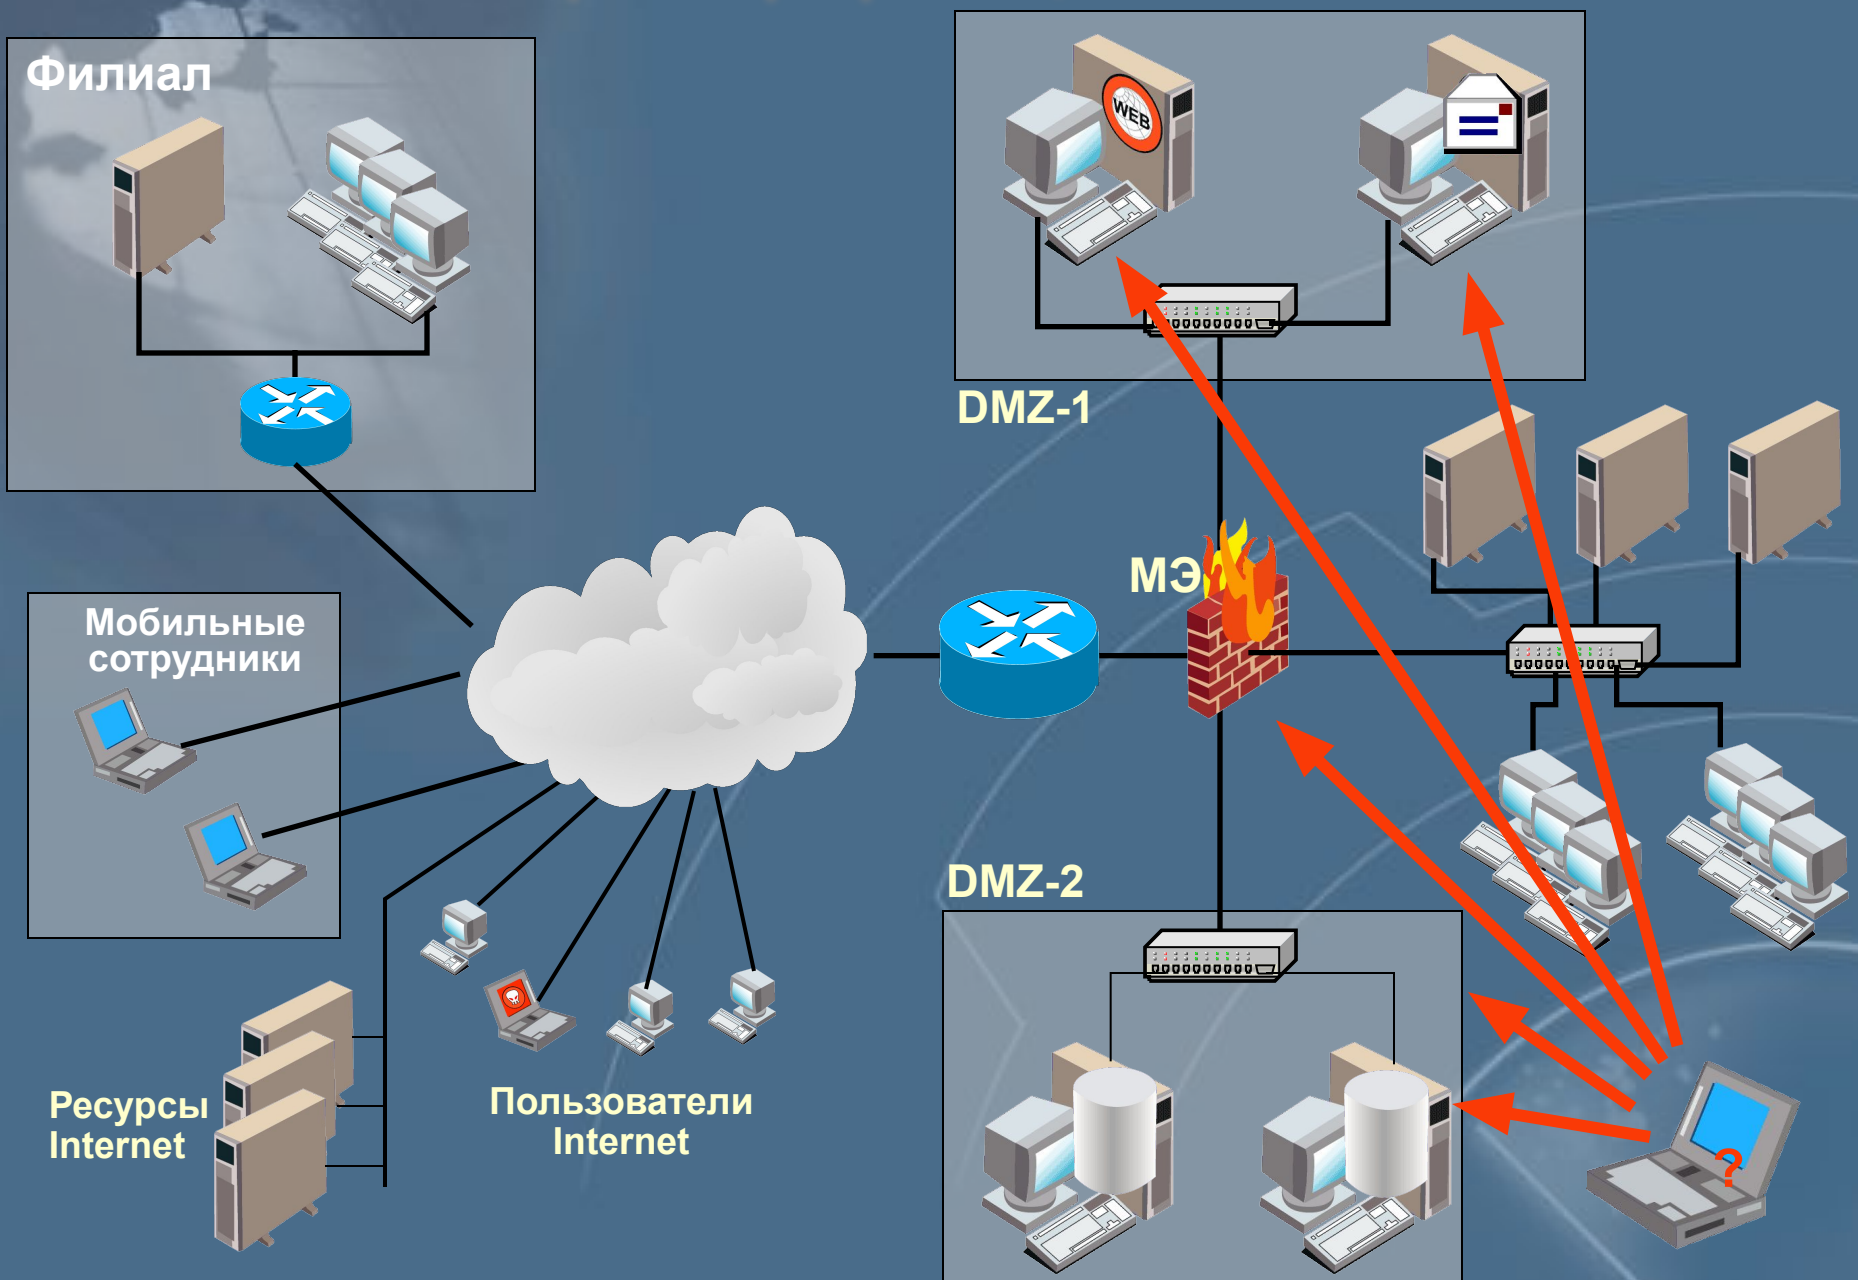 Филиал
WEB
DMZ-1
МЭ
Мобильные
сотрудники
DMZ-2
Ресурсы
Internet
Пользователи
Internet
?